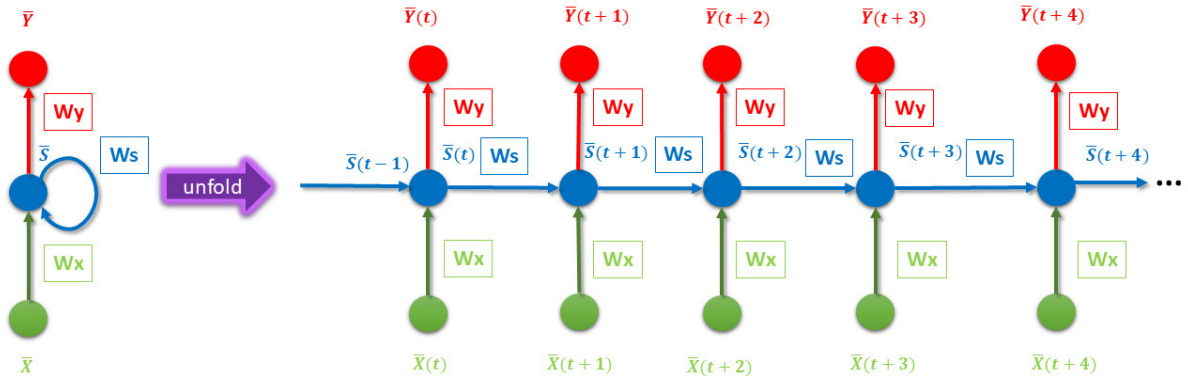 Ȳ Ȳ(t) Ȳ(t + 1) Ȳ(t + 2) Ȳ(t + 3) Ȳ(t + 4)
Wy Wy Wy Wy Wy Wy
S̄ Ws S̄(t − 1) S̄(t) Ws S̄(t + 1) Ws S̄(t + 2) Ws S̄(t + 3) Ws S̄(t + 4)
unfold ...
Wx Wx Wx Wx Wx Wx
X̄ X̄(t) X̄(t + 1) X̄(t + 2) X̄(t + 3) X̄(t + 4)